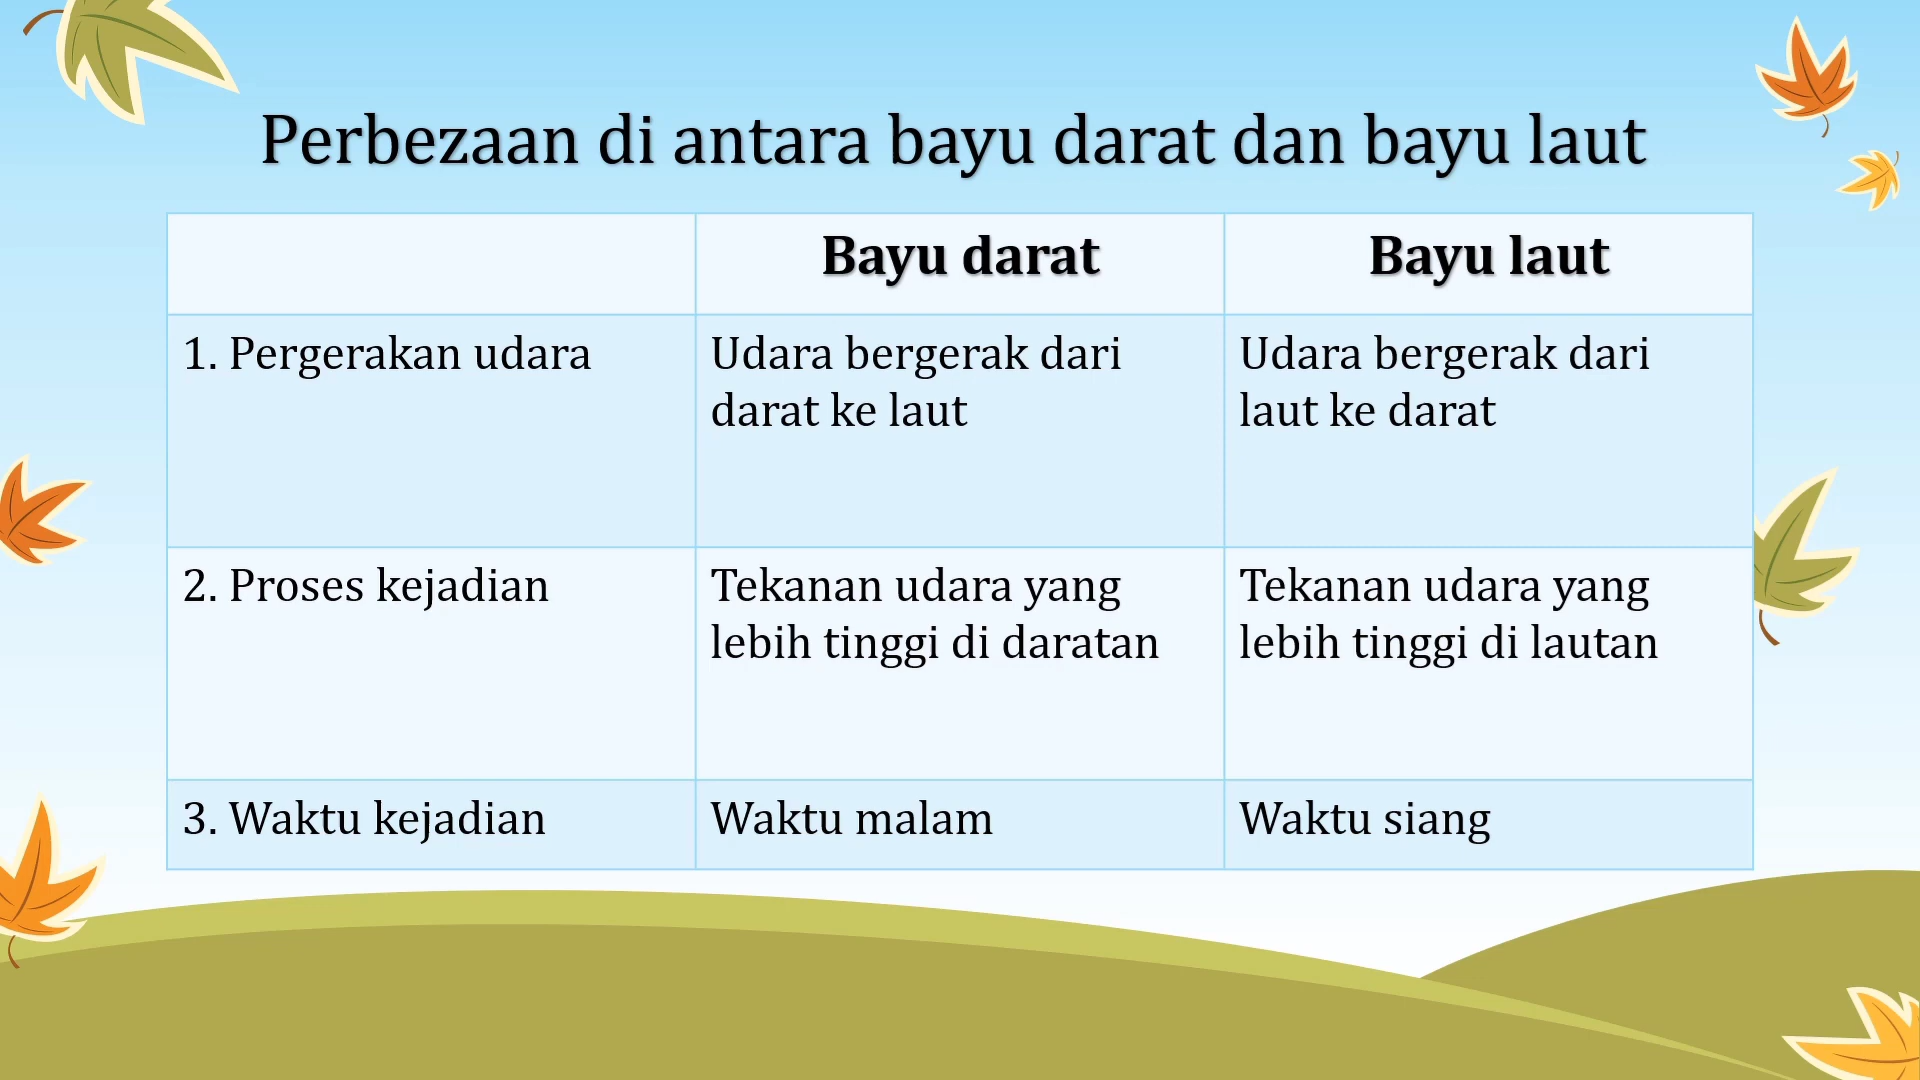 Perbezaan di antara bayu darat dan bayu laut
Bayu darat
Bayu laut
1. Pergerakan udara
Udara bergerak dari
darat ke laut
Udara bergerak dari
laut ke darat
2. Proses kejadian
Tekanan udara yang
lebih tinggi di daratan
Tekanan udara yang
lebih tinggi di lautan
3. Waktu kejadian
Waktu malam
Waktu siang